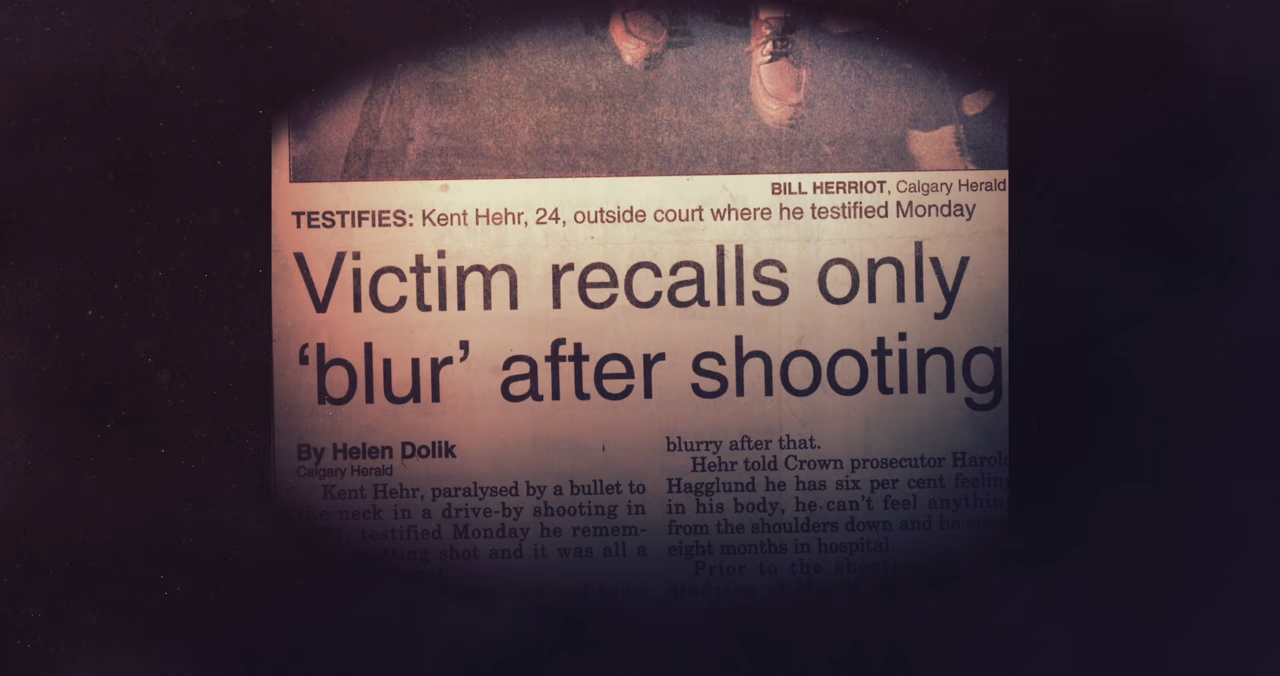 BILL HERRIOT, Calgary Herald
TESTIFIES: Kent Hehr, 24, outside court where he testified Monday
Victim recalls only
‘blur’ after shooting
By Helen Dolik
Calgary Herald
Kent Hehr, paralysed by a bullet to
the neck in a drive-by shooting in
testified Monday he remem-
shot and it was all a
blurry after that.
Hehr told Crown prosecutor Harold
Hagglund he has six per cent feeling
in his body, he can't feel anything
from the shoulders down and he
eight months in hospital.
Prior to the